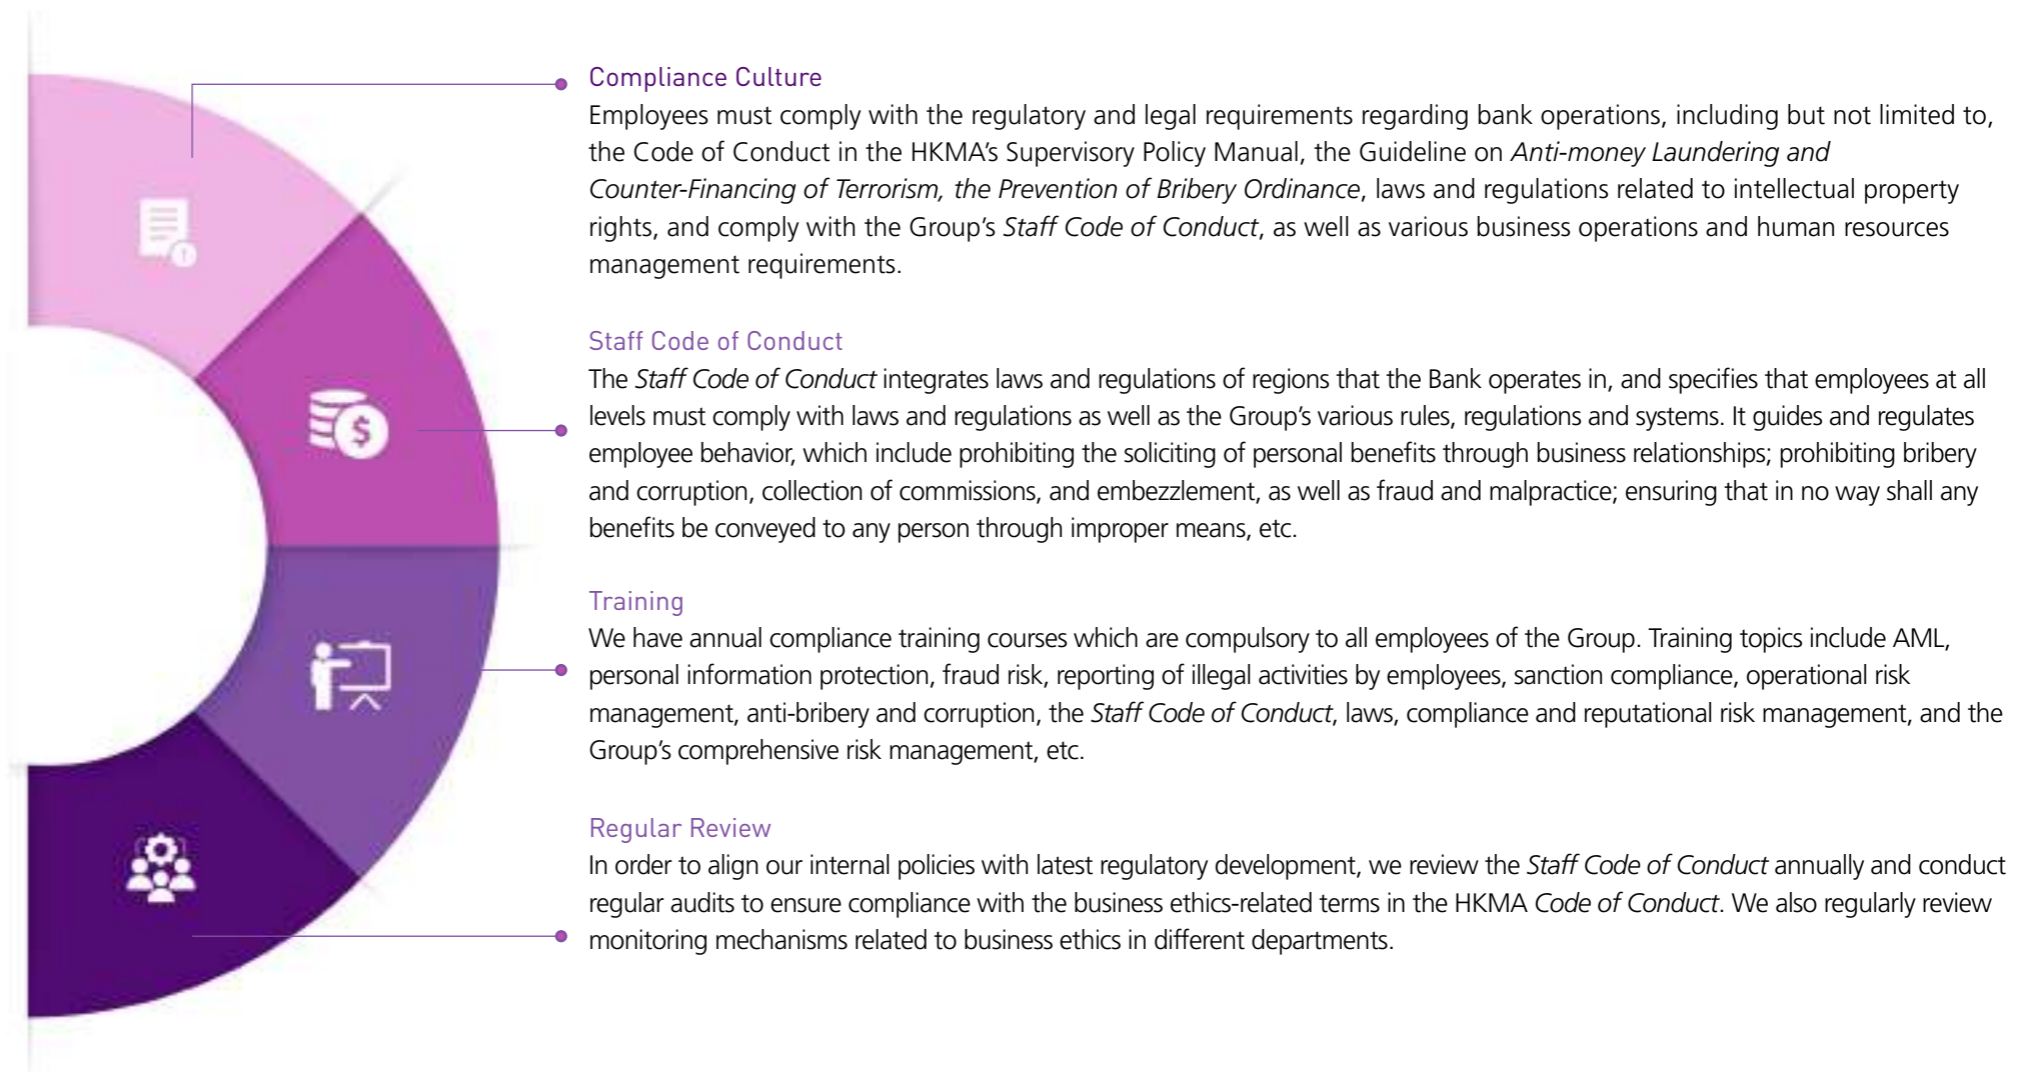 Compliance Culture
Employees must comply with the regulatory and legal requirements regarding bank operations, including but not limited to,
the Code of Conduct in the HKMA's Supervisory Policy Manual, the Guideline on Anti-money Laundering and
Counter-Financing of Terrorism, the Prevention of Bribery Ordinance, laws and regulations related to intellectual property
rights, and comply with the Group's Staff Code of Conduct, as well as various business operations and human resources
management requirements.
Staff Code of Conduct
The Staff Code of Conduct integrates laws and regulations of regions that the Bank operates in, and specifies that employees at all
levels must comply with laws and regulations as well as the Group's various rules, regulations and systems. It guides and regulates
employee behavior, which include prohibiting the soliciting of personal benefits through business relationships; prohibiting bribery
and corruption, collection of commissions, and embezzlement, as well as fraud and malpractice; ensuring that in no way shall any
benefits be conveyed to any person through improper means, etc.
$
Training
We have annual compliance training courses which are compulsory to all employees of the Group. Training topics include AML,
personal information protection, fraud risk, reporting of illegal activities by employees, sanction compliance, operational risk
management, anti-bribery and corruption, the Staff Code of Conduct, laws, compliance and reputational risk management, and the
Group's comprehensive risk management, etc.
Regular Review
In order to align our internal policies with latest regulatory development, we review the Staff Code of Conduct annually and conduct
regular audits to ensure compliance with the business ethics-related terms in the HKMA Code of Conduct. We also regularly review
monitoring mechanisms related to business ethics in different departments.